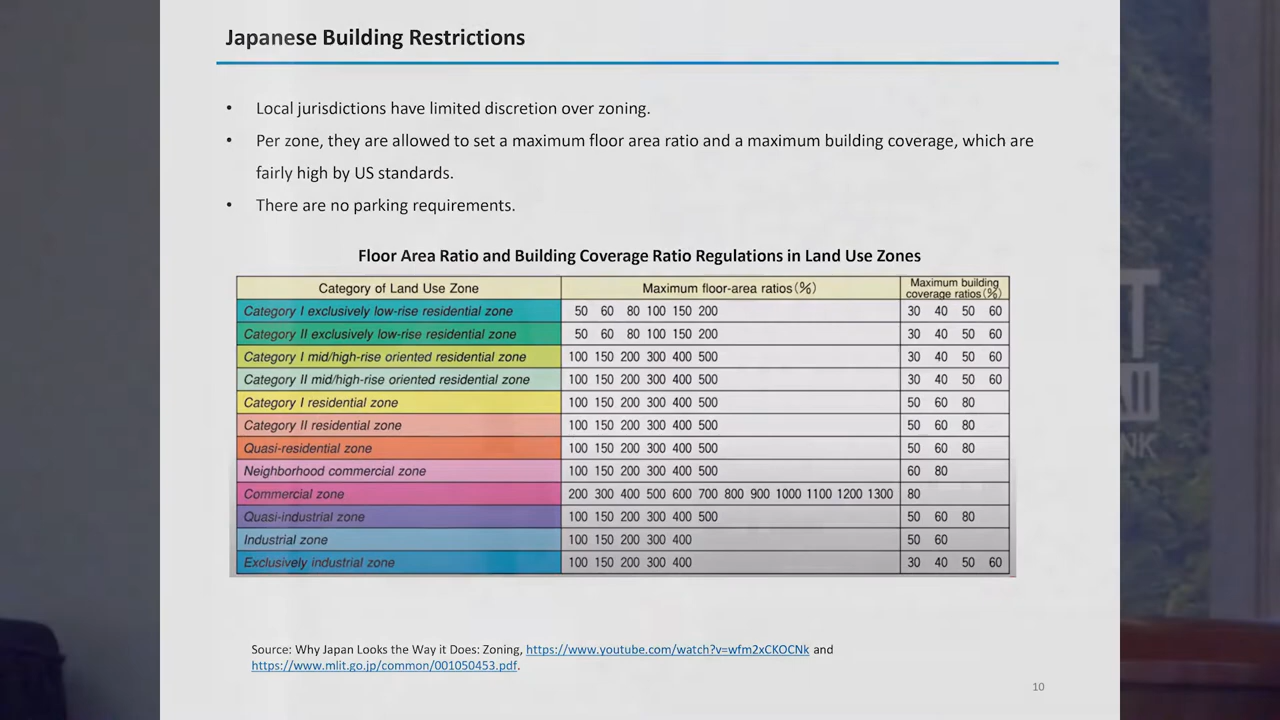 Japanese Building Restrictions
• Local jurisdictions have limited discretion over zoning.
• Per zone, they are allowed to set a maximum floor area ratio and a maximum building coverage, which are
fairly high by US standards.
• There are no parking requirements.
Floor Area Ratio and Building Coverage Ratio Regulations in Land Use Zones
Category of Land Use Zone Maximum floor-area ratios (%) Maximum building coverage ratios (%)
Category I exclusively low-rise residential zone 50 60 80 100 150 200 30 40 50 60
Category II exclusively low-rise residential zone 50 60 80 100 150 200 30 40 50 60
Category I mid/high-rise oriented residential zone 100 150 200 300 400 500 30 40 50 60
Category II mid/high-rise oriented residential zone 100 150 200 300 400 500 30 40 50 60
Category I residential zone 100 150 200 300 400 500 50 60 80
Category II residential zone 100 150 200 300 400 500 50 60 80
Quasi-residential zone 100 150 200 300 400 500 50 60 80
Neighborhood commercial zone 100 150 200 300 400 500 60 80
Commercial zone 200 300 400 500 600 700 800 900 1000 1100 1200 1300 80
Quasi-industrial zone 100 150 200 300 400 500 50 60 80
Industrial zone 100 150 200 300 400 50 60
Exclusively industrial zone 100 150 200 300 400 30 40 50 60
Source: Why Japan Looks the Way it Does: Zoning, https://www.youtube.com/watch?v=wfm2xCKOCNk and
https://www.mlit.go.jp/common/001050453.pdf.
10